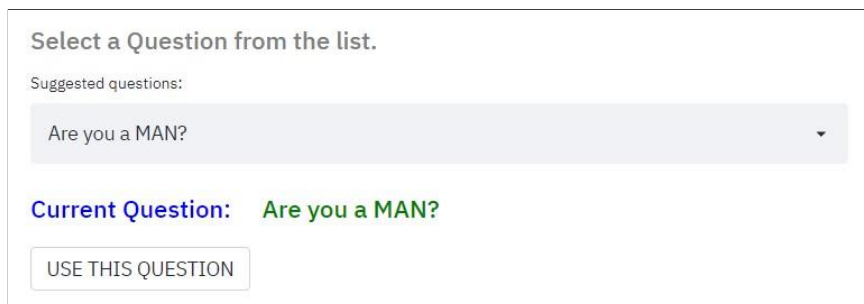 Select a Question from the list.
Suggested questions:
Are you a MAN?
Current Question: Are you a MAN?
USE THIS QUESTION